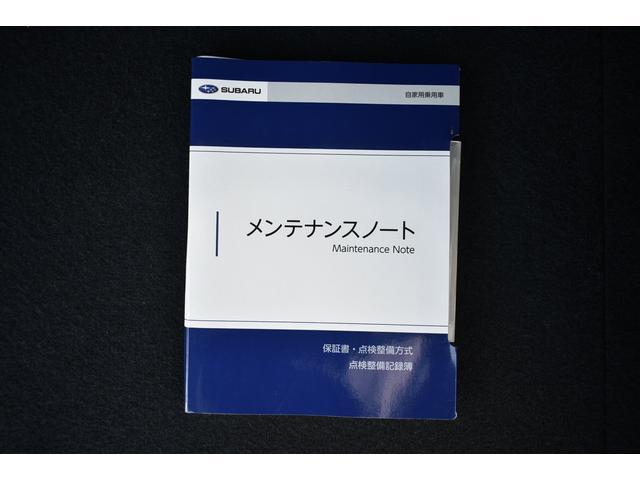 SUBARU
自家用乗用車
メンテナンスノート
Maintenance Note
保証書・点検整備方式
点検整備記録簿